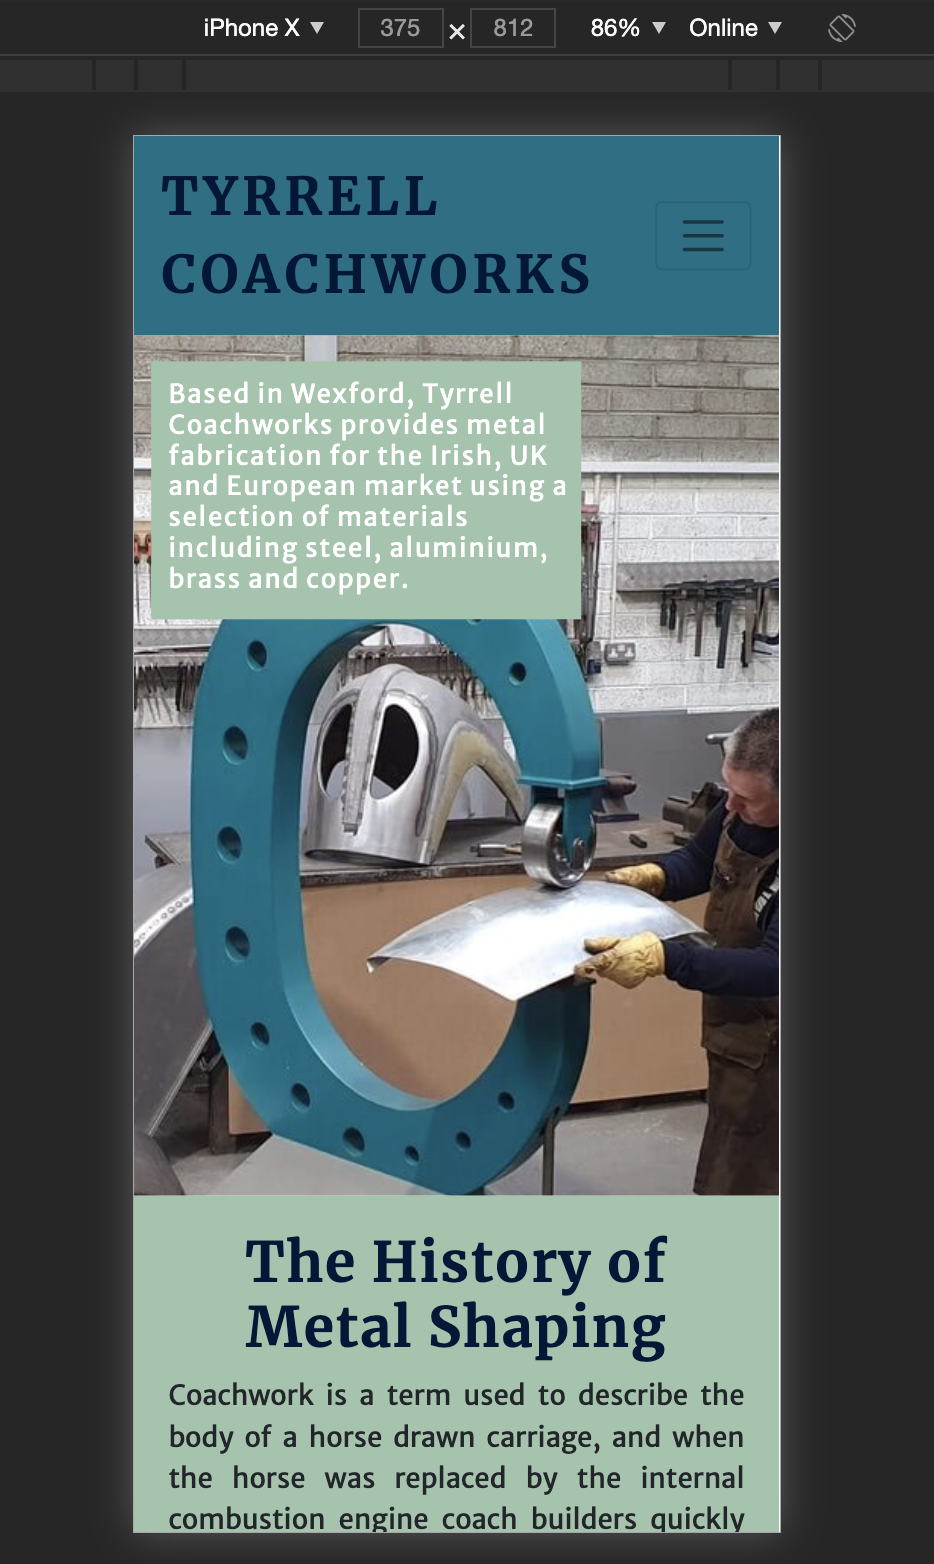 iPhone X ▼ 375 × 812 86% ▼ Online ▼
TYRRELL
COACHWORKS
Based in Wexford, Tyrrell
Coachworks provides metal
fabrication for the Irish, UK
and European market using a
selection of materials
including steel, aluminium,
brass and copper.
The History of
Metal Shaping
Coachwork is a term used to describe the
body of a horse drawn carriage, and when
the horse was replaced by the internal
combustion engine coach builders quickly